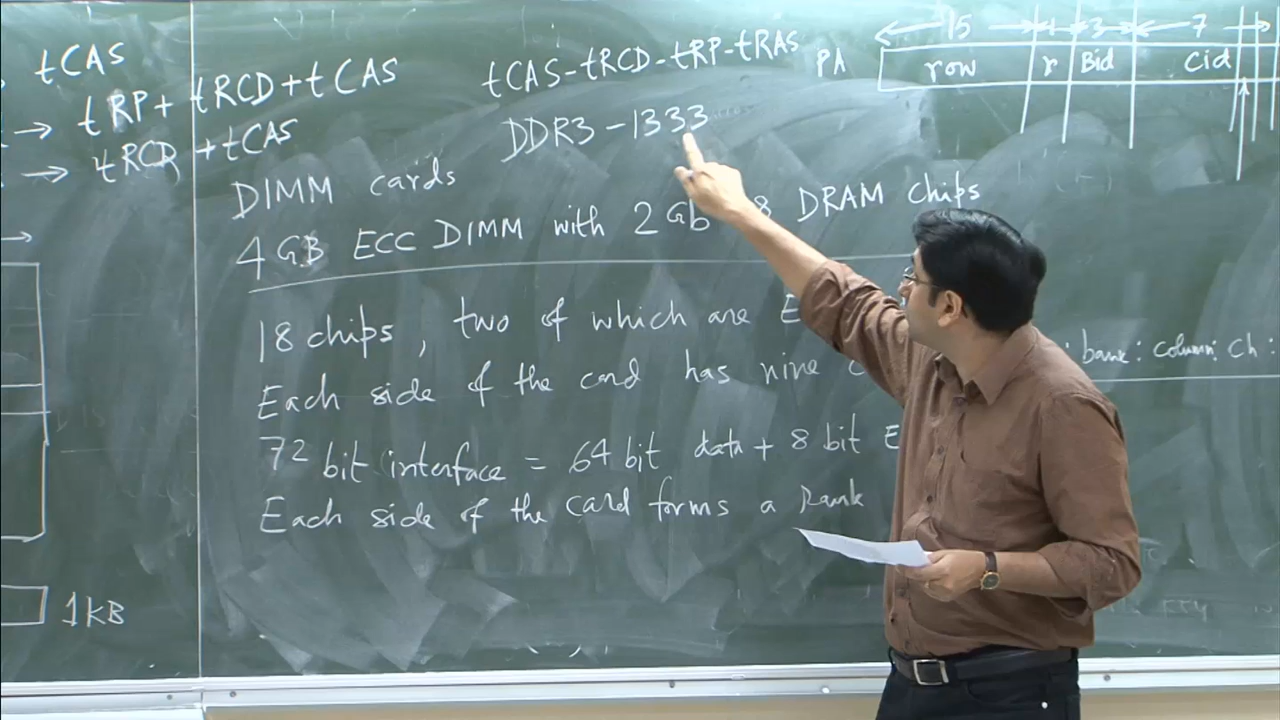 tCAS
→ tRP + tRCD + tCAS
→ tRCD + tCAS
1kB
tCAS-tRCD-tRP-tRAS
DDR3-1333
DIMM cards
4GB ECC DIMM with 2Gb 8 DRAM chips
18 chips, two of which are E
Each side of the card has nine c
72 bit interface = 64 bit data + 8 bit E
Each side of the card forms a rank
15 1 3 7
PA row r Bid Cid
: bank: column: Ch: